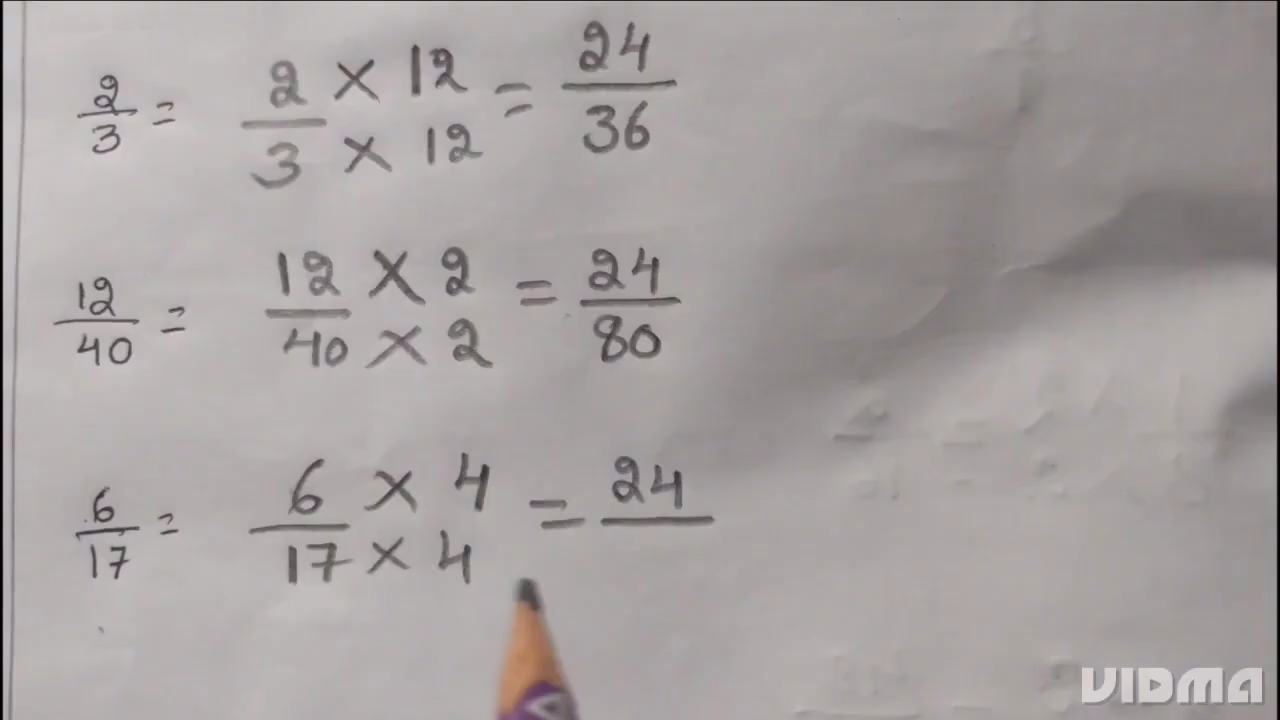 2/3 = 2 × 12 / 3 × 12 = 24/36
12/40 = 12 × 2 / 40 × 2 = 24/80
6/17 = 6 × 4 / 17 × 4 = 24
VIDMA